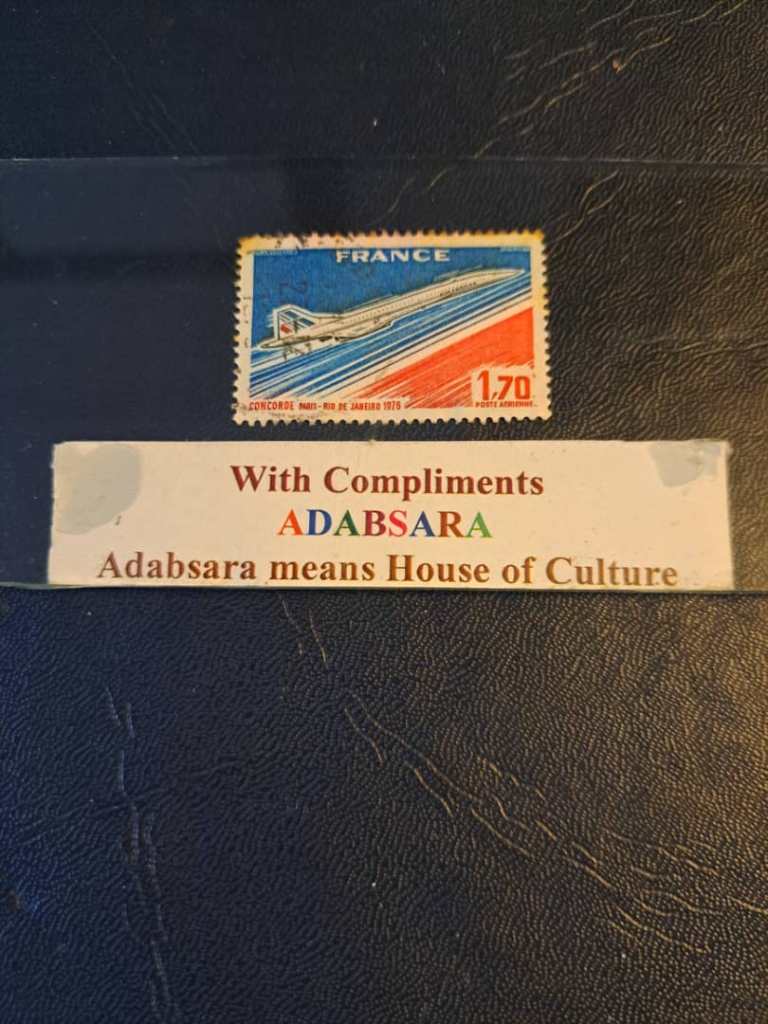 FRANCE
1,70
CONCORDE PARIS - RIO DE JANEIRO 1976
POSTE AERIENNE
With Compliments
ADABSARA
Adabsara means House of Culture